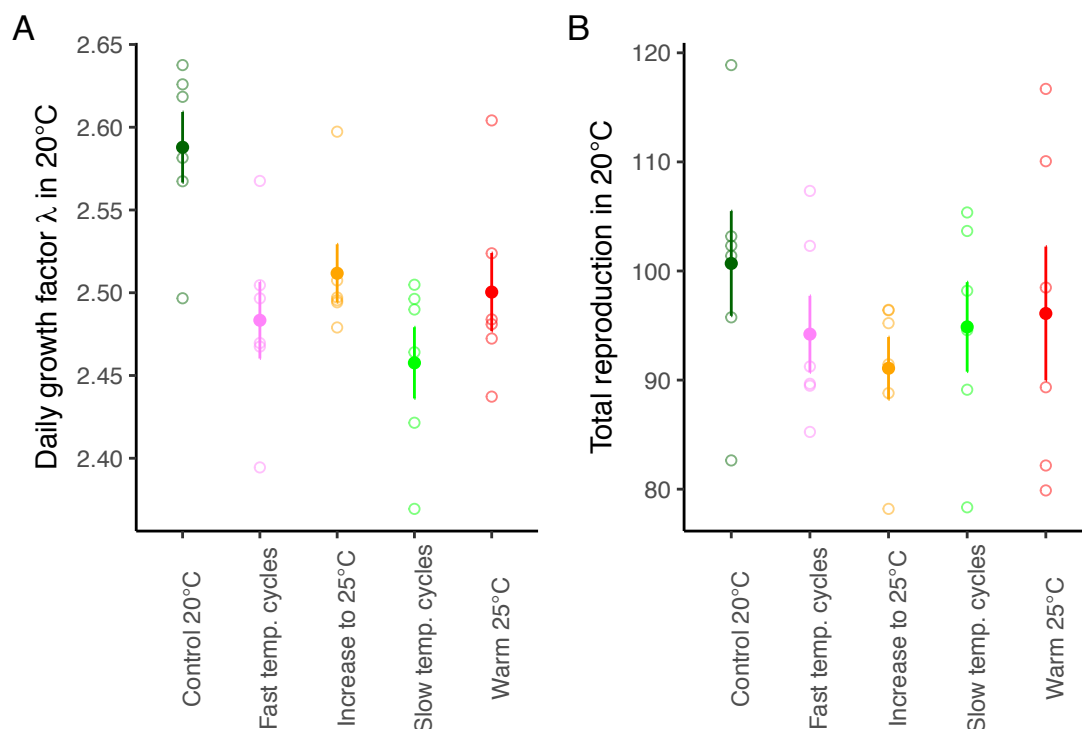 A
Daily growth factor λ in 20°C
2.65
2.60
2.55
2.50
2.45
2.40
Control 20°C
Fast temp. cycles
Increase to 25°C
Slow temp. cycles
Warm 25°C
B
Total reproduction in 20°C
120
110
100
90
80
Control 20°C
Fast temp. cycles
Increase to 25°C
Slow temp. cycles
Warm 25°C